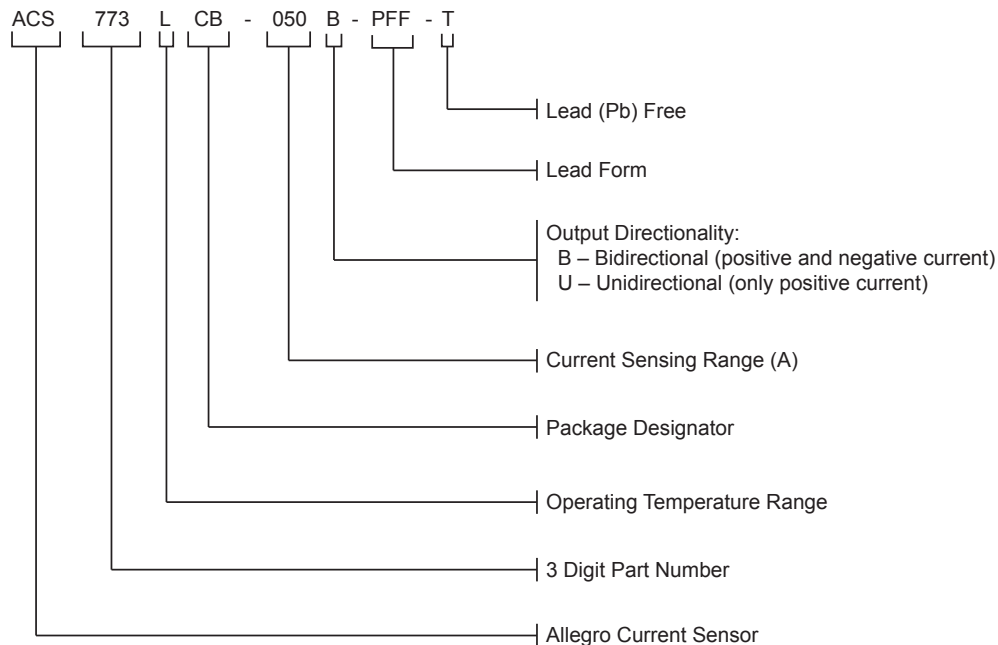 ACS 773 L CB - 050 B - PFF - T
Lead (Pb) Free
Lead Form
Output Directionality:
B – Bidirectional (positive and negative current)
U – Unidirectional (only positive current)
Current Sensing Range (A)
Package Designator
Operating Temperature Range
3 Digit Part Number
Allegro Current Sensor